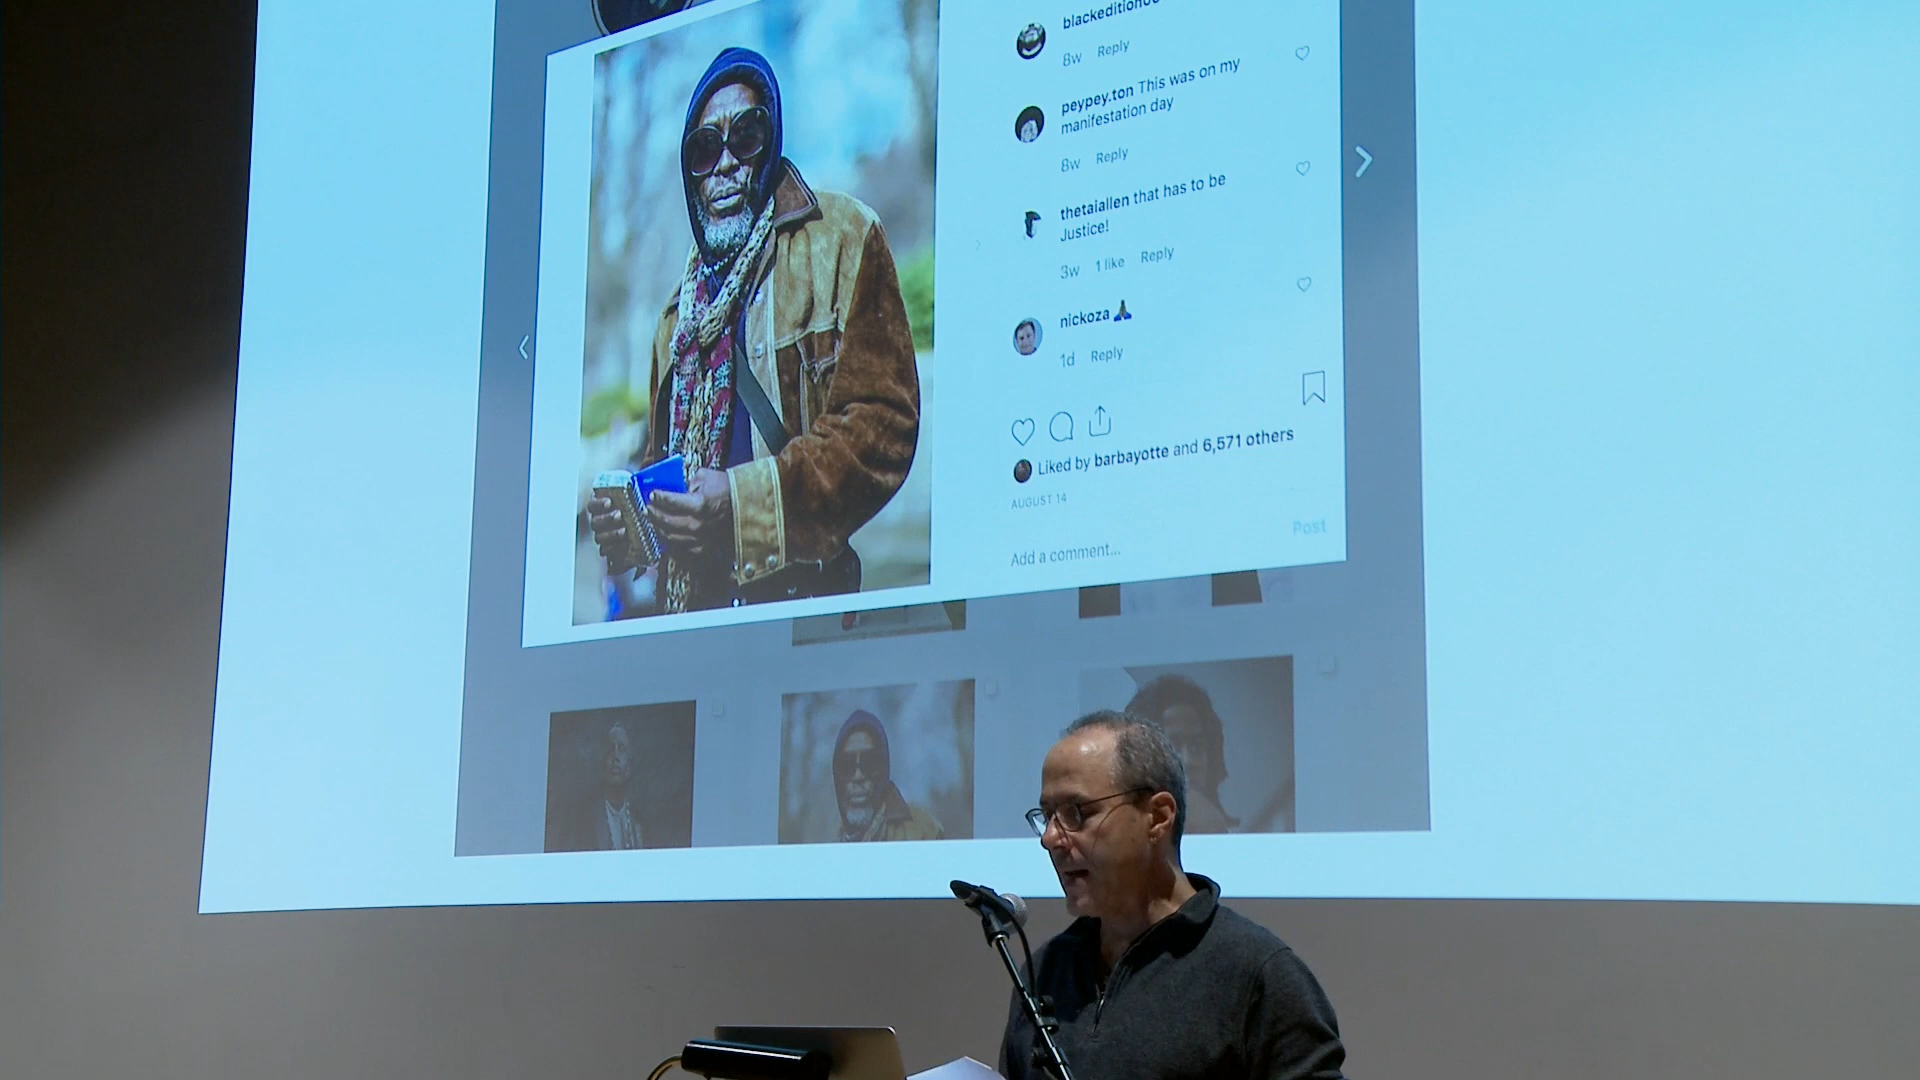 8w Reply
peypey.ton This was on my
manifestation day
8w Reply
thetaiallen that has to be
Justice!
3w 1 like Reply
nickoza 🙏🏾
1d Reply
Liked by barbayotte and 6,571 others
AUGUST 14
Post
Add a comment...